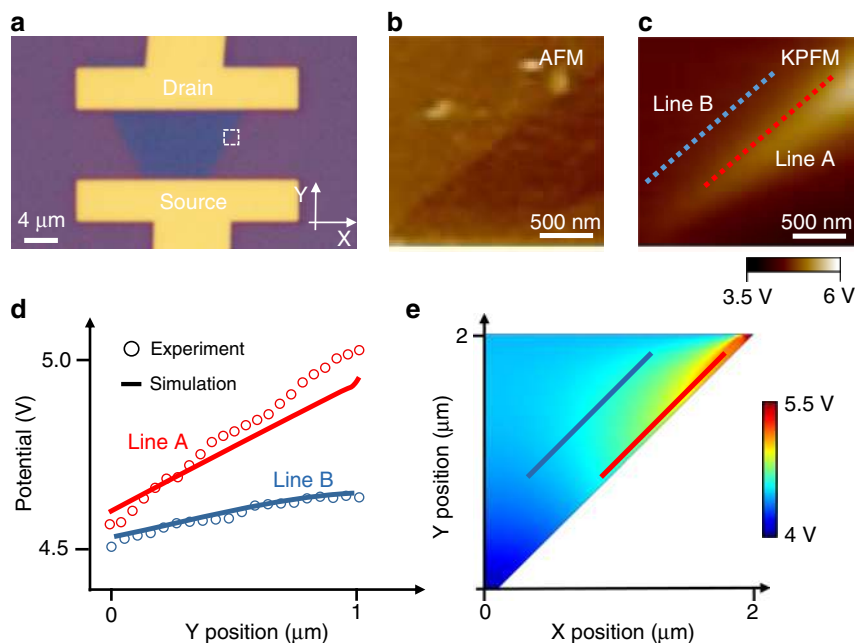 a
Drain
Source
4 μm
Y
X
b
AFM
500 nm
c
KPFM
Line B
Line A
500 nm
3.5 V
6 V
d
Experiment
Simulation
Line A
Line B
5.0
4.5
Potential (V)
0
1
Y position (μm)
e
2
Y position (μm)
0
2
X position (μm)
5.5 V
4 V